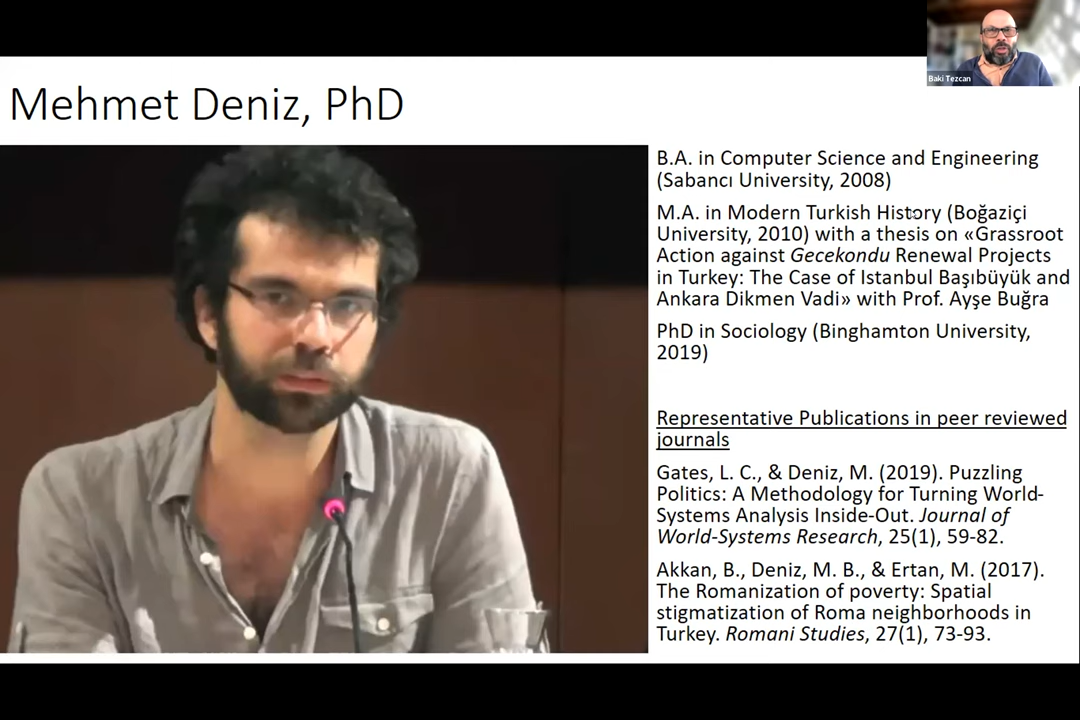 Baki Tezcan
Mehmet Deniz, PhD
B.A. in Computer Science and Engineering
(Sabancı University, 2008)
M.A. in Modern Turkish History (Boğaziçi
University, 2010) with a thesis on «Grassroot
Action against Gecekondu Renewal Projects
in Turkey: The Case of Istanbul Başıbüyük and
Ankara Dikmen Vadi» with Prof. Ayşe Buğra
PhD in Sociology (Binghamton University,
2019)
Representative Publications in peer reviewed
journals
Gates, L. C., & Deniz, M. (2019). Puzzling
Politics: A Methodology for Turning World-
Systems Analysis Inside-Out. Journal of
World-Systems Research, 25(1), 59-82.
Akkan, B., Deniz, M. B., & Ertan, M. (2017).
The Romanization of poverty: Spatial
stigmatization of Roma neighborhoods in
Turkey. Romani Studies, 27(1), 73-93.